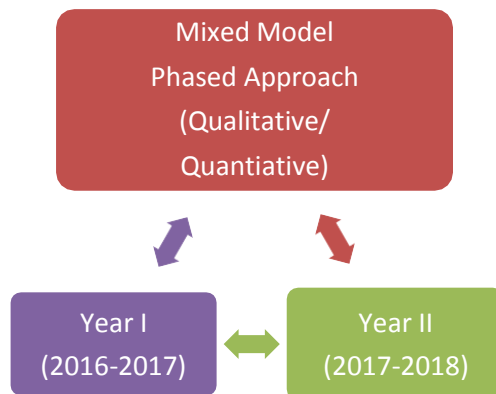 Mixed Model
Phased Approach
(Qualitative/
Quantiative)
Year I
(2016-2017)
Year II
(2017-2018)